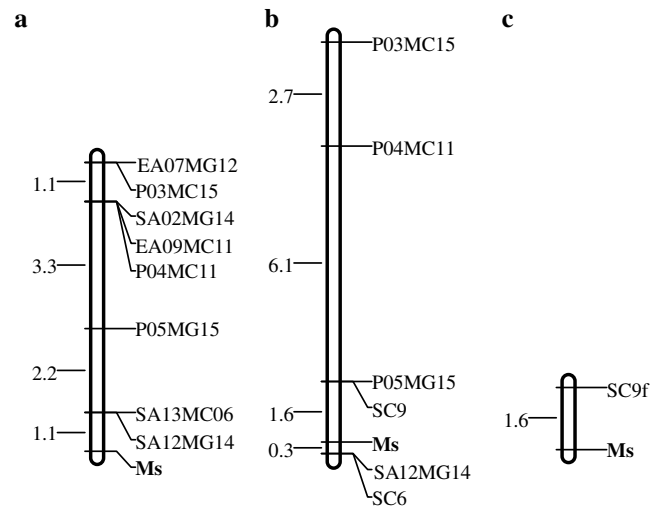 a
EA07MG12
1.1
P03MC15
SA02MG14
EA09MC11
3.3
P04MC11
P05MG15
2.2
SA13MC06
1.1
SA12MG14
Ms
b
P03MC15
2.7
P04MC11
6.1
P05MG15
SC9
1.6
Ms
0.3
SA12MG14
SC6
c
SC9f
1.6
Ms